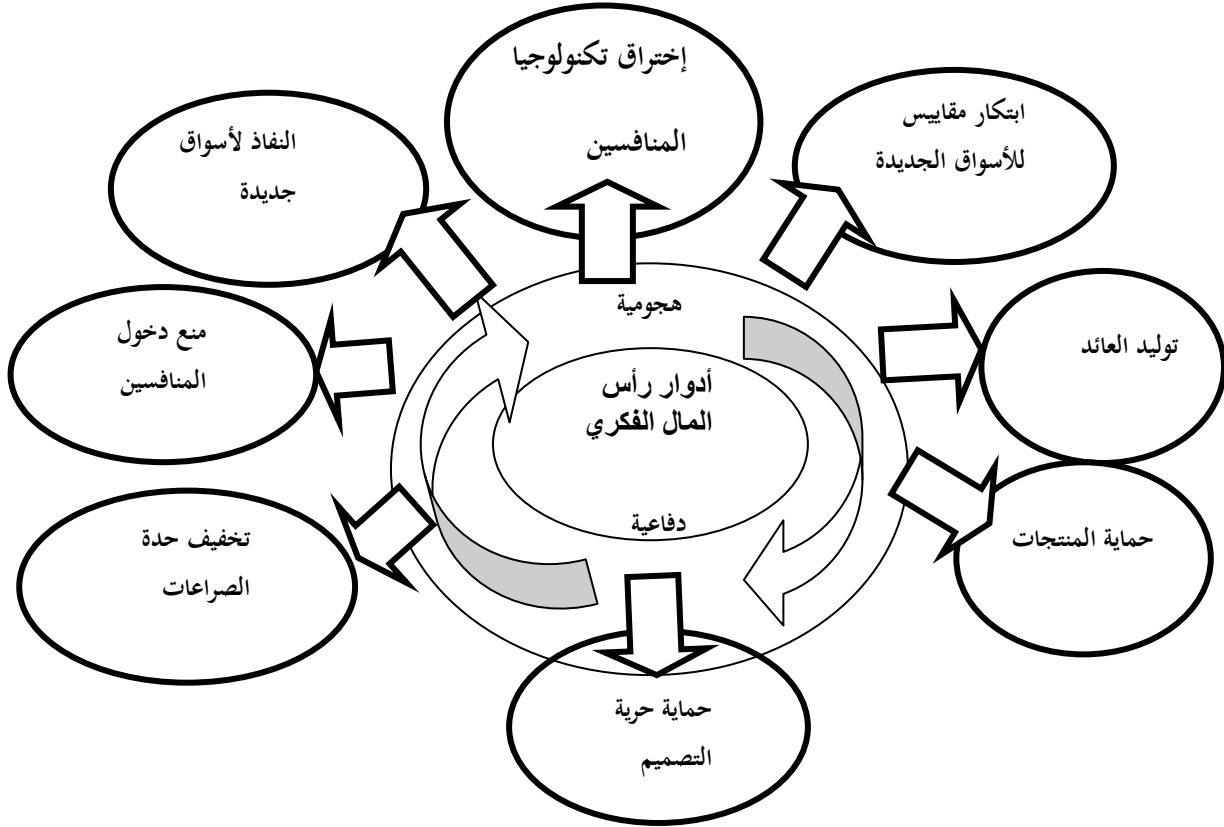 إختراق تكنولوجيا
المنافسين
ابتكار مقاييس
للأسواق الجديدة
النفاذ لأسواق
جديدة
هجومية
توليد العائد
منع دخول
المنافسين
أدوار رأس
المال الفكري
دفاعية
حماية المنتجات
تخفيف حدة
الصراعات
حماية حرية
التصميم